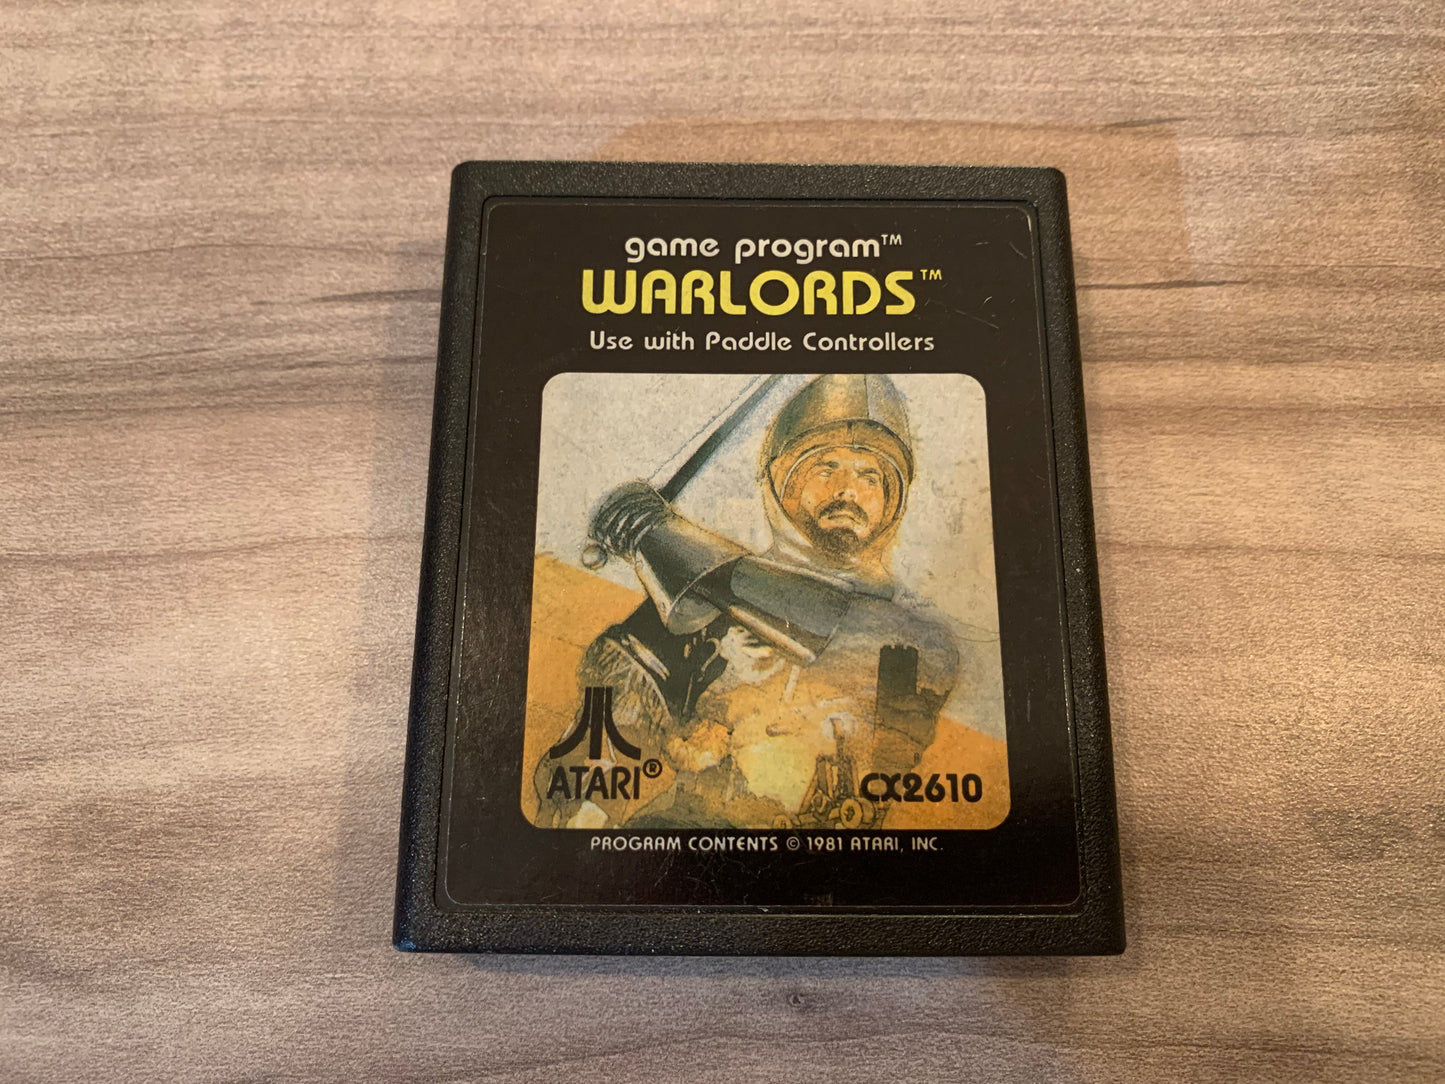 game program™
WARLORDS™
Use with Paddle Controllers
ATARI®
CX2610
PROGRAM CONTENTS © 1981 ATARI, INC.